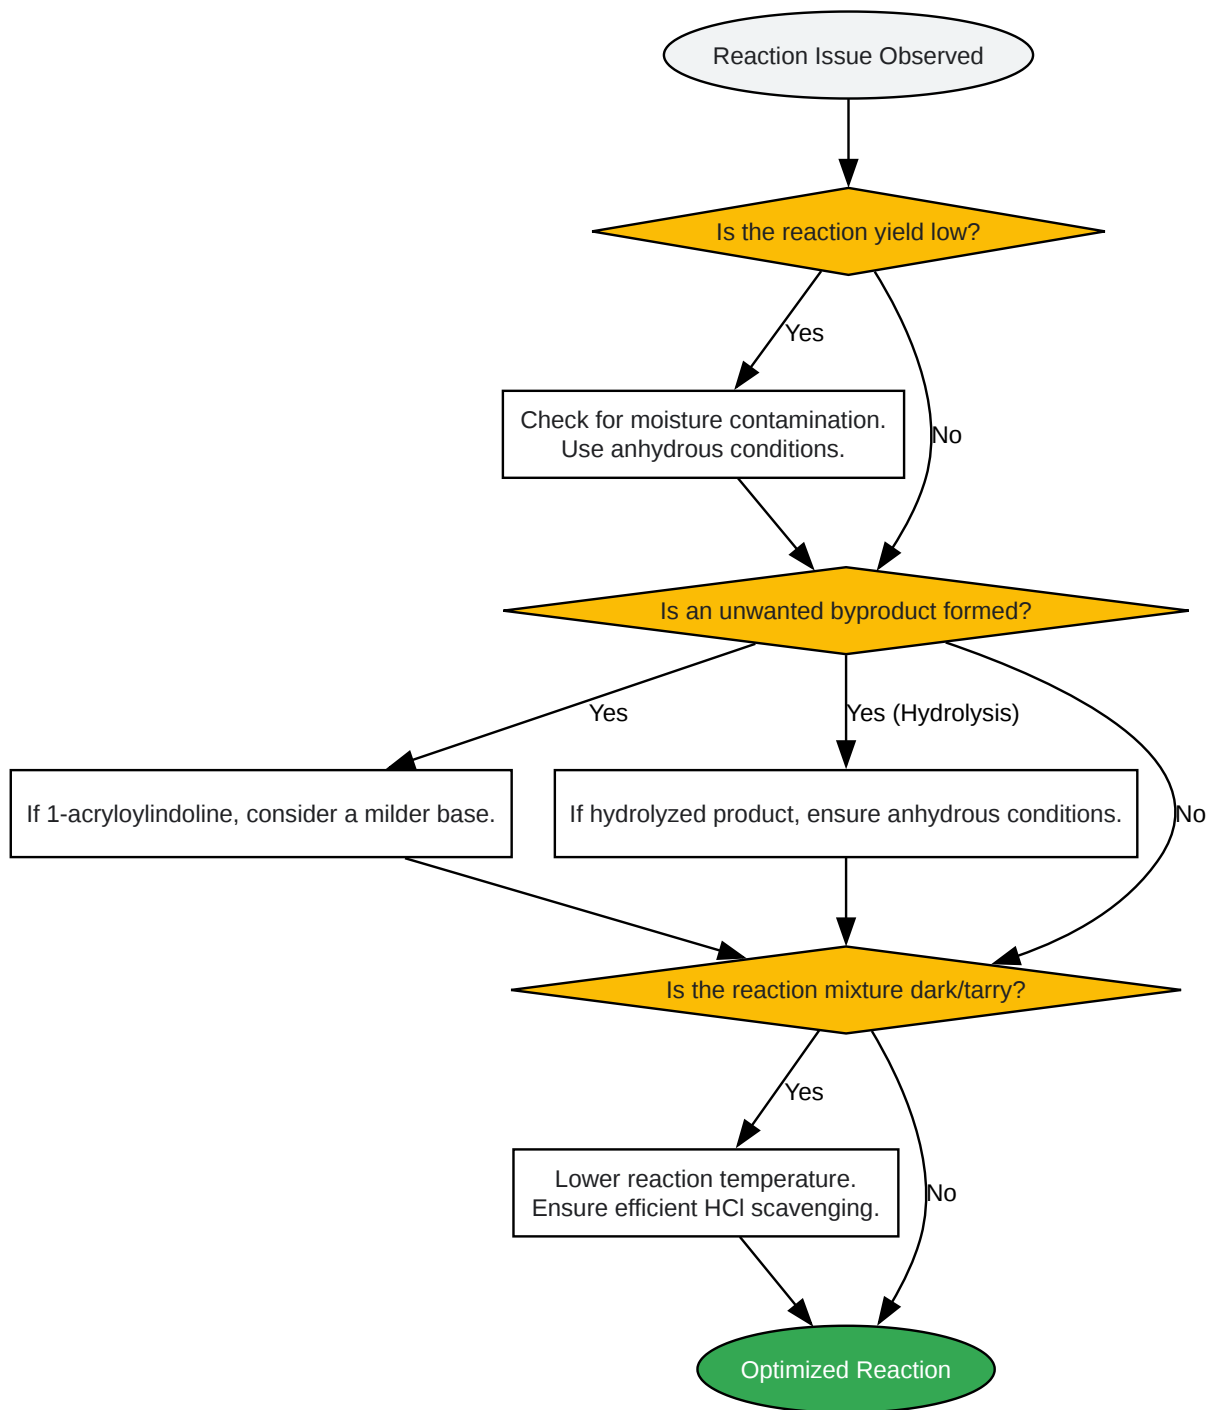 Reaction Issue Observed
Is the reaction yield low?
Yes
Check for moisture contamination.
Use anhydrous conditions.
No
Is an unwanted byproduct formed?
Yes
Yes (Hydrolysis)
If 1-acryloylindoline, consider a milder base.
If hydrolyzed product, ensure anhydrous conditions.
No
Is the reaction mixture dark/tarry?
Yes
Lower reaction temperature.
Ensure efficient HCl scavenging.
No
Optimized Reaction